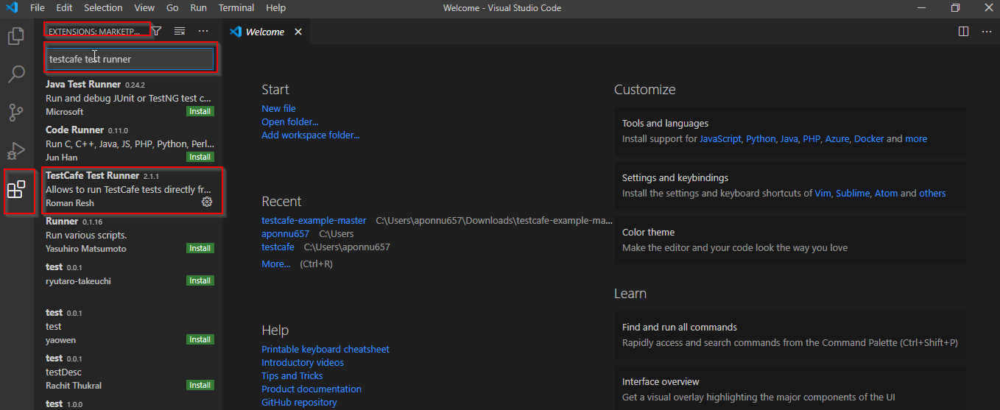 File Edit Selection View Go Run Terminal Help
Welcome - Visual Studio Code
EXTENSIONS: MARKETP...
testcafe test runner
Java Test Runner 0.24.2
Run and debug JUnit or TestNG test c...
Microsoft Install
Code Runner 0.11.0
Run C, C++, Java, JS, PHP, Python, Perl...
Jun Han Install
TestCafe Test Runner 2.1.1
Allows to run TestCafe tests directly fr...
Roman Resh
Runner 0.1.16
Run various scripts.
Yasuhiro Matsumoto Install
test 0.0.1
ryutaro-takeuchi Install
test 0.0.1
test
yaowen Install
test 0.0.1
testDesc
Rachit Thukral Install
test 1.0.0
Welcome
Start
New file
Open folder...
Add workspace folder...
Recent
testcafe-example-master C:\Users\aponnu657\Downloads\testcafe-example-ma...
aponnu657 C:\Users
testcafe C:\Users\aponnu657
More... (Ctrl+R)
Help
Printable keyboard cheatsheet
Introductory videos
Tips and Tricks
Product documentation
GitHub repository
Customize
Tools and languages
Install support for JavaScript, Python, Java, PHP, Azure, Docker and more
Settings and keybindings
Install the settings and keyboard shortcuts of Vim, Sublime, Atom and others
Color theme
Make the editor and your code look the way you love
Learn
Find and run all commands
Rapidly access and search commands from the Command Palette (Ctrl+Shift+P)
Interface overview
Get a visual overlay highlighting the major components of the UI